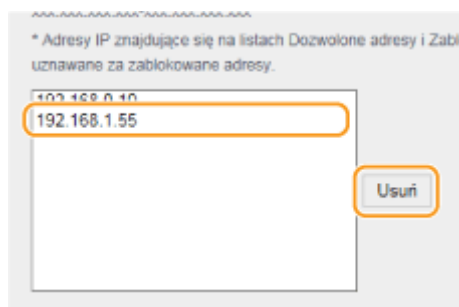 * Adresy IP znajdujące się na listach Dozwolone adresy i Zabl
uznawane za zablokowane adresy.
192.168.0.10
192.168.1.55
Usuń